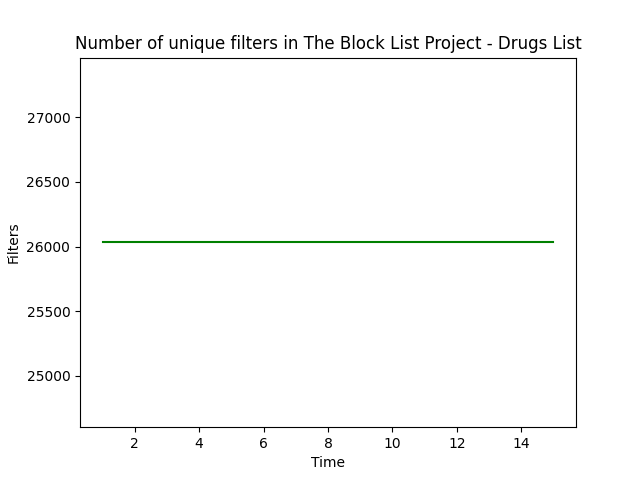 Number of unique filters in The Block List Project - Drugs List
27000
26500
26000
25500
25000
Filters
2 4 6 8 10 12 14
Time